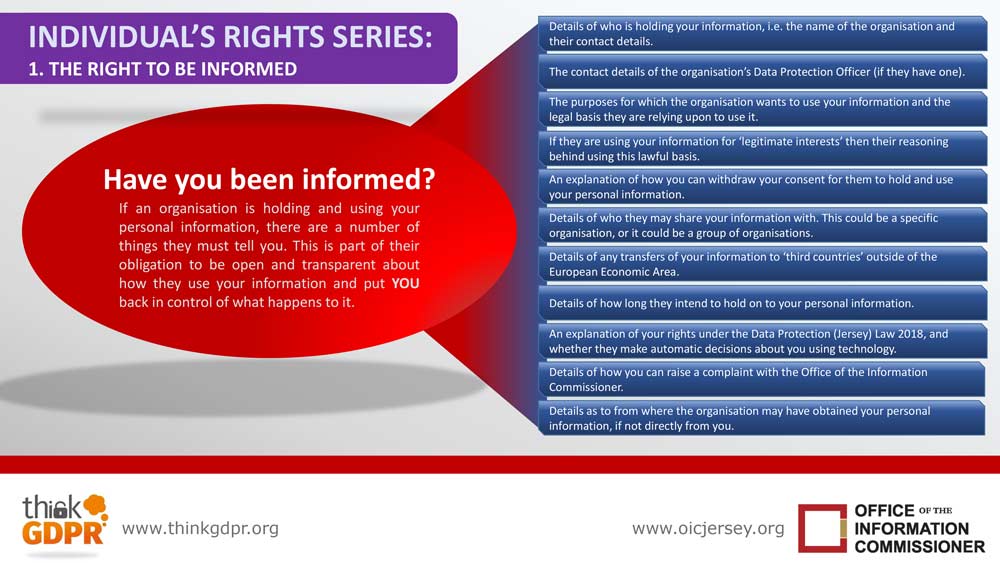 INDIVIDUAL’S RIGHTS SERIES:
1. THE RIGHT TO BE INFORMED
Have you been informed?
If an organisation is holding and using your
personal information, there are a number of
things they must tell you. This is part of their
obligation to be open and transparent about
how they use your information and put YOU
back in control of what happens to it.
Details of who is holding your information, i.e. the name of the organisation and
their contact details.
The contact details of the organisation’s Data Protection Officer (if they have one).
The purposes for which the organisation wants to use your information and the
legal basis they are relying upon to use it.
If they are using your information for ‘legitimate interests’ then their reasoning
behind using this lawful basis.
An explanation of how you can withdraw your consent for them to hold and use
your personal information.
Details of who they may share your information with. This could be a specific
organisation, or it could be a group of organisations.
Details of any transfers of your information to ‘third countries’ outside of the
European Economic Area.
Details of how long they intend to hold on to your personal information.
An explanation of your rights under the Data Protection (Jersey) Law 2018, and
whether they make automatic decisions about you using technology.
Details of how you can raise a complaint with the Office of the Information
Commissioner.
Details as to from where the organisation may have obtained your personal
information, if not directly from you.
think
GDPR
www.thinkgdpr.org
www.oicjersey.org
OFFICE OF THE
INFORMATION
COMMISSIONER